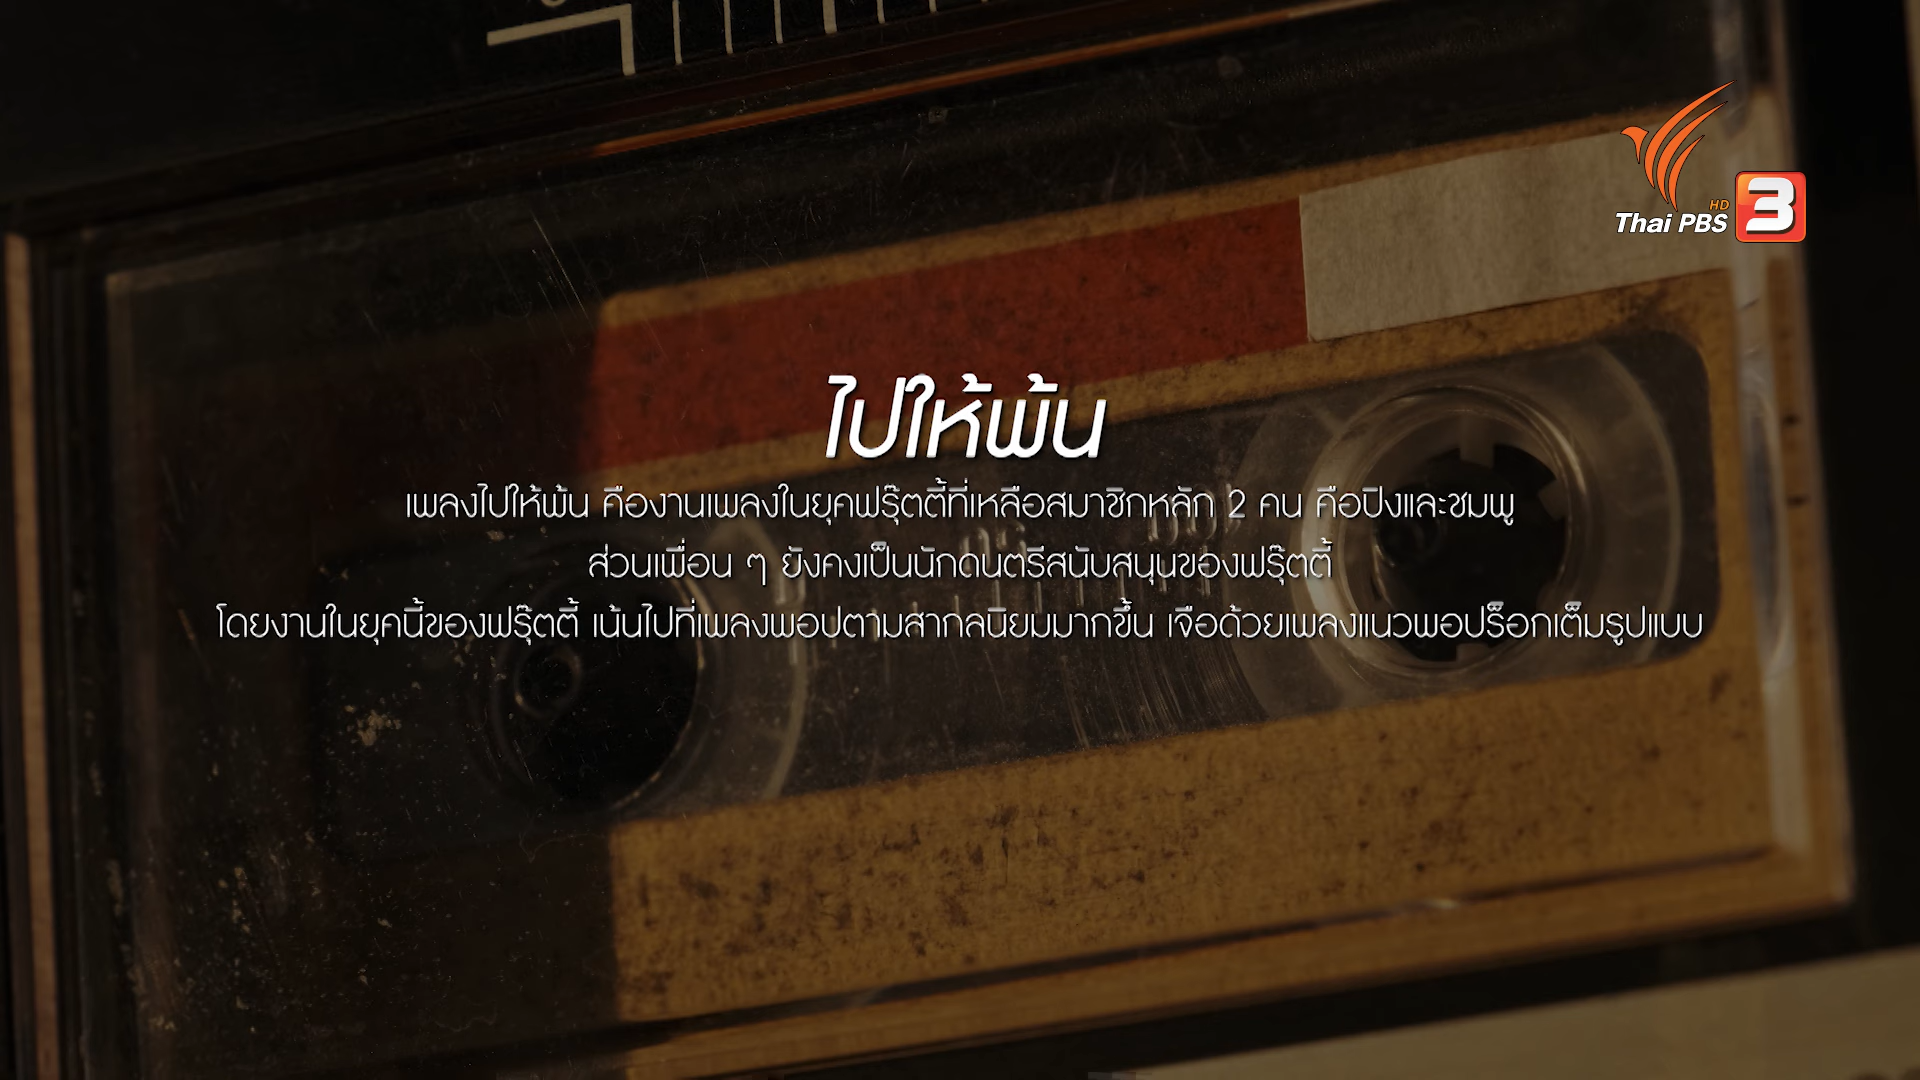 HD
Thai PBS 3
ไปให้พ้น
เพลงไปให้พ้น คืองานเพลงในยุคฟรุ๊ตตี้ที่เหลือสมาชิกหลัก 2 คน คือปิงและชมพู
ส่วนเพื่อน ๆ ยังคงเป็นนักดนตรีสนับสนุนของฟรุ๊ตตี้
โดยงานในยุคนี้ของฟรุ๊ตตี้ เน้นไปที่เพลงพอปตามสากลนิยมมากขึ้น เจือด้วยเพลงแนวพอปร็อกเต็มรูปแบบ